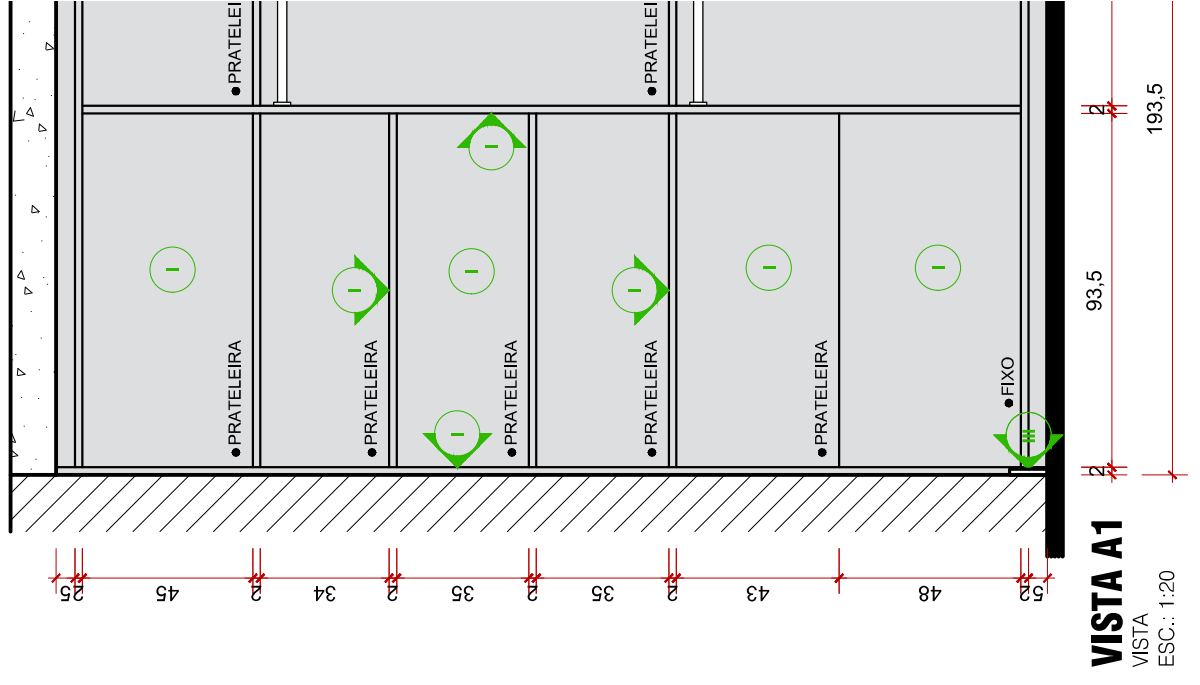 PRATELEI
PRATELEI
2
193,5
I
I
I
I
I
I
I
93,5
PRATELEIRA
PRATELEIRA
PRATELEIRA
PRATELEIRA
PRATELEIRA
FIXO
I
III
2
5
2
45
2
34
2
35
2
35
2
43
48
2
5
VISTA A1
VISTA
ESC.: 1:20